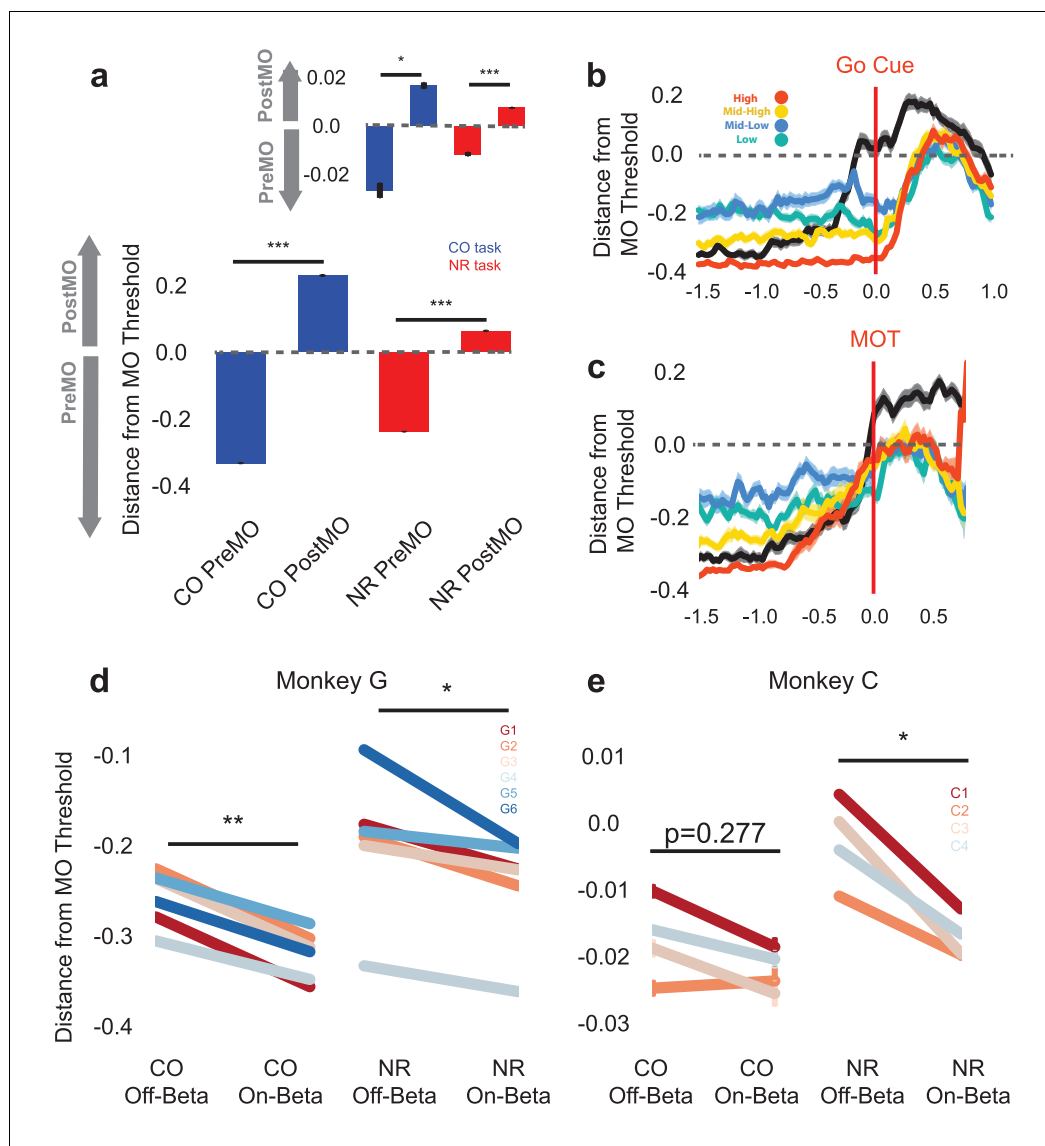 a
PostMO
PreMO
0.02
0.0
-0.02
*
***
PostMO
PreMO
Distance from MO Threshold
0.2
0.0
-0.2
-0.4
***
***
CO task
NR task
CO PreMO
CO PostMO
NR PreMO
NR PostMO
b
Go Cue
High
Mid-High
Mid-Low
Low
Distance from
MO Threshold
0.2
0.0
-0.2
-0.4
-1.5
-1.0
-0.5
0.0
0.5
1.0
c
MOT
Distance from
MO Threshold
0.2
0.0
-0.2
-0.4
-1.5
-1.0
-0.5
0.0
0.5
d
Monkey G
Distance from MO Threshold
-0.1
-0.2
-0.3
-0.4
**
*
G1
G2
G3
G4
G5
G6
CO
Off-Beta
CO
On-Beta
NR
Off-Beta
NR
On-Beta
e
Monkey C
0.01
0.0
-0.01
-0.02
-0.03
p=0.277
*
C1
C2
C3
C4
CO
Off-Beta
CO
On-Beta
NR
Off-Beta
NR
On-Beta